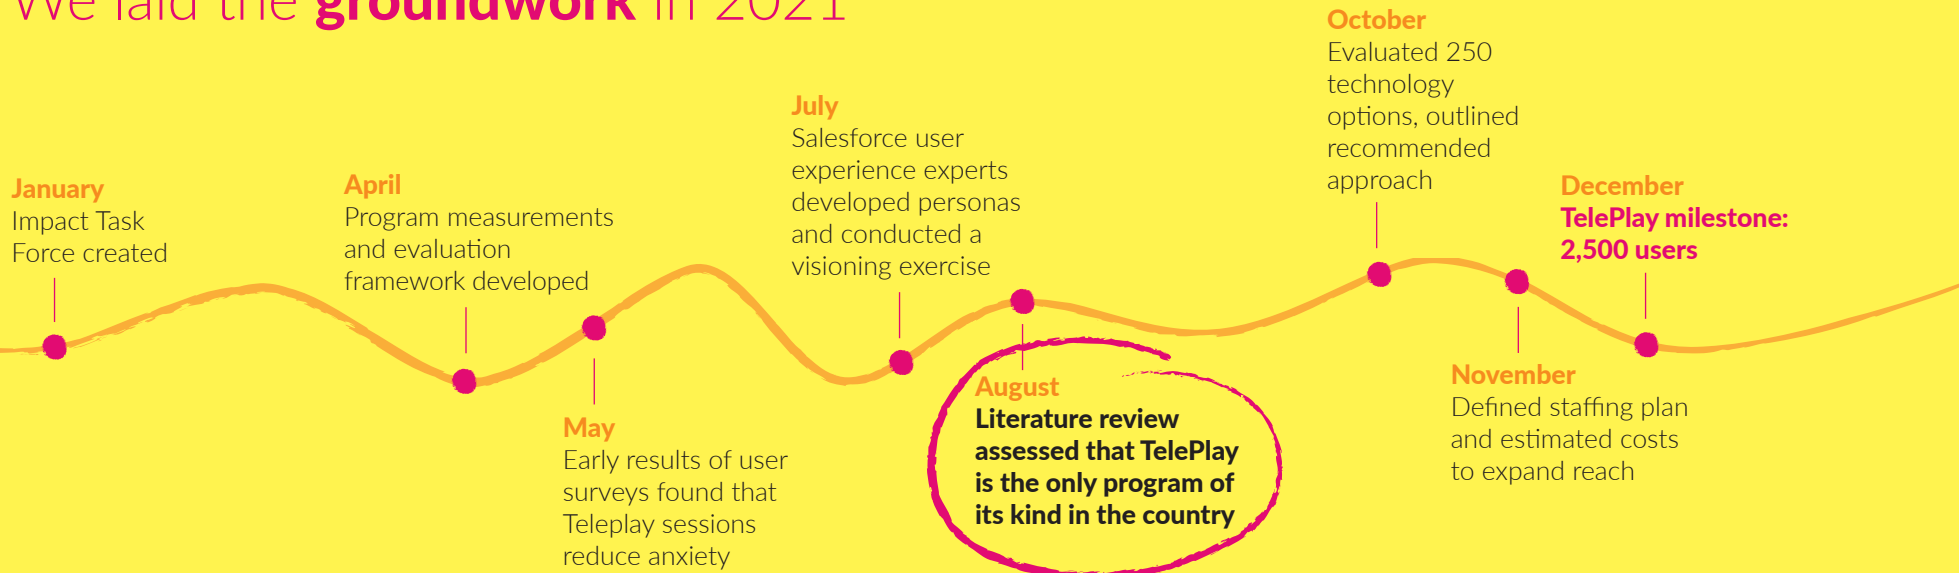 We laid the groundwork in 2021
January
Impact Task
Force created
April
Program measurements
and evaluation
framework developed
May
Early results of user
surveys found that
Teleplay sessions
reduce anxiety
July
Salesforce user
experience experts
developed personas
and conducted a
visioning exercise
August
Literature review
assessed that TelePlay
is the only program of
its kind in the country
October
Evaluated 250
technology
options, outlined
recommended
approach
November
Defined staffing plan
and estimated costs
to expand reach
December
TelePlay milestone:
2,500 users